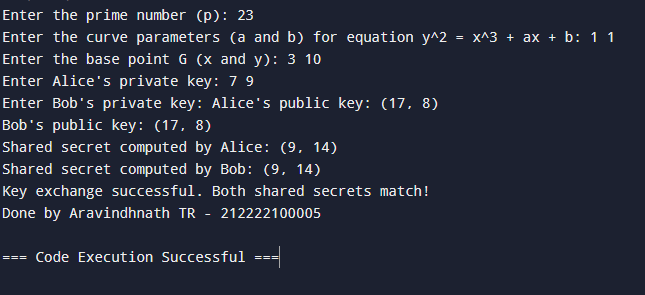 Enter the prime number (p): 23
Enter the curve parameters (a and b) for equation y^2 = x^3 + ax + b: 1 1
Enter the base point G (x and y): 3 10
Enter Alice's private key: 7 9
Enter Bob's private key: Alice's public key: (17, 8)
Bob's public key: (17, 8)
Shared secret computed by Alice: (9, 14)
Shared secret computed by Bob: (9, 14)
Key exchange successful. Both shared secrets match!
Done by Aravindhnath TR - 212222100005
=== Code Execution Successful ===